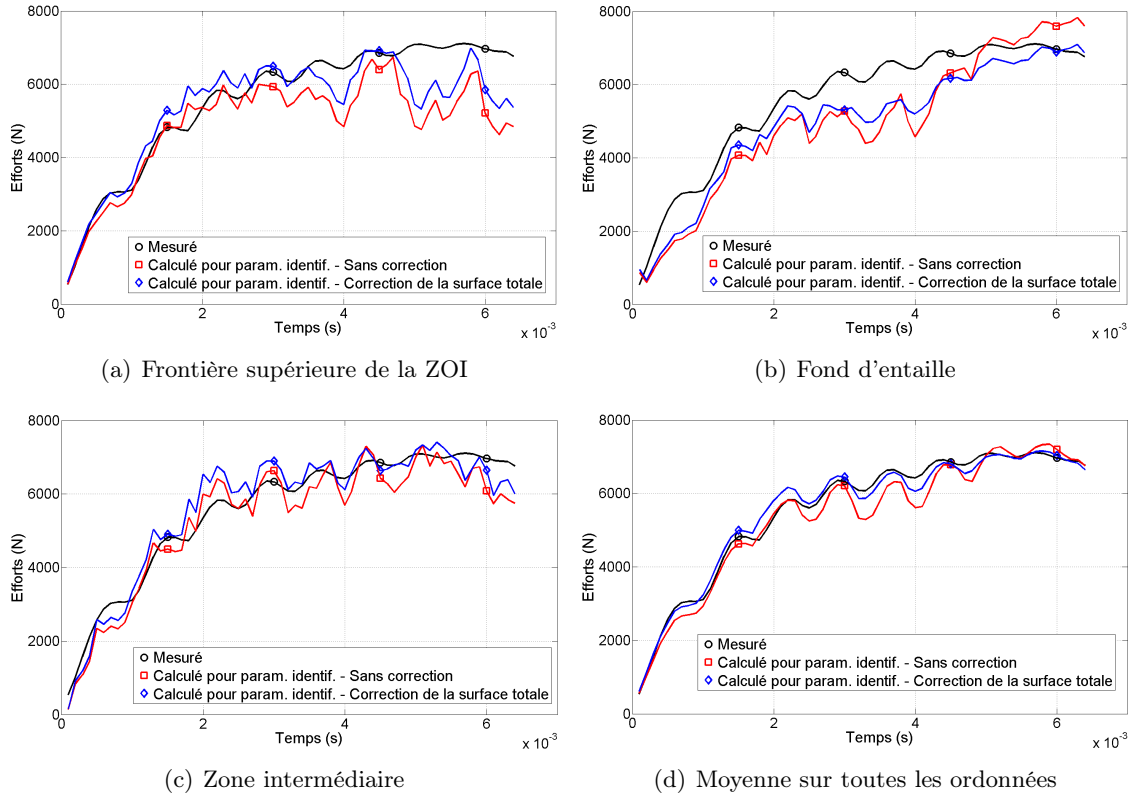 8000
6000
4000
2000
0
Efforts (N)
Mesuré
Calculé pour param. identif. - Sans correction
Calculé pour param. identif. - Correction de la surface totale
0 2 4 6
Temps (s)
x 10⁻³
(a) Frontière supérieure de la ZOI
8000
6000
4000
2000
0
Efforts (N)
Mesuré
Calculé pour param. identif. - Sans correction
Calculé pour param. identif. - Correction de la surface totale
0 2 4 6
Temps (s)
x 10⁻³
(b) Fond d'entaille
8000
6000
4000
2000
0
Efforts (N)
Mesuré
Calculé pour param. identif. - Sans correction
Calculé pour param. identif. - Correction de la surface totale
0 2 4 6
Temps (s)
x 10⁻³
(c) Zone intermédiaire
8000
6000
4000
2000
0
Efforts (N)
Mesuré
Calculé pour param. identif. - Sans correction
Calculé pour param. identif. - Correction de la surface totale
0 2 4 6
Temps (s)
x 10⁻³
(d) Moyenne sur toutes les ordonnées